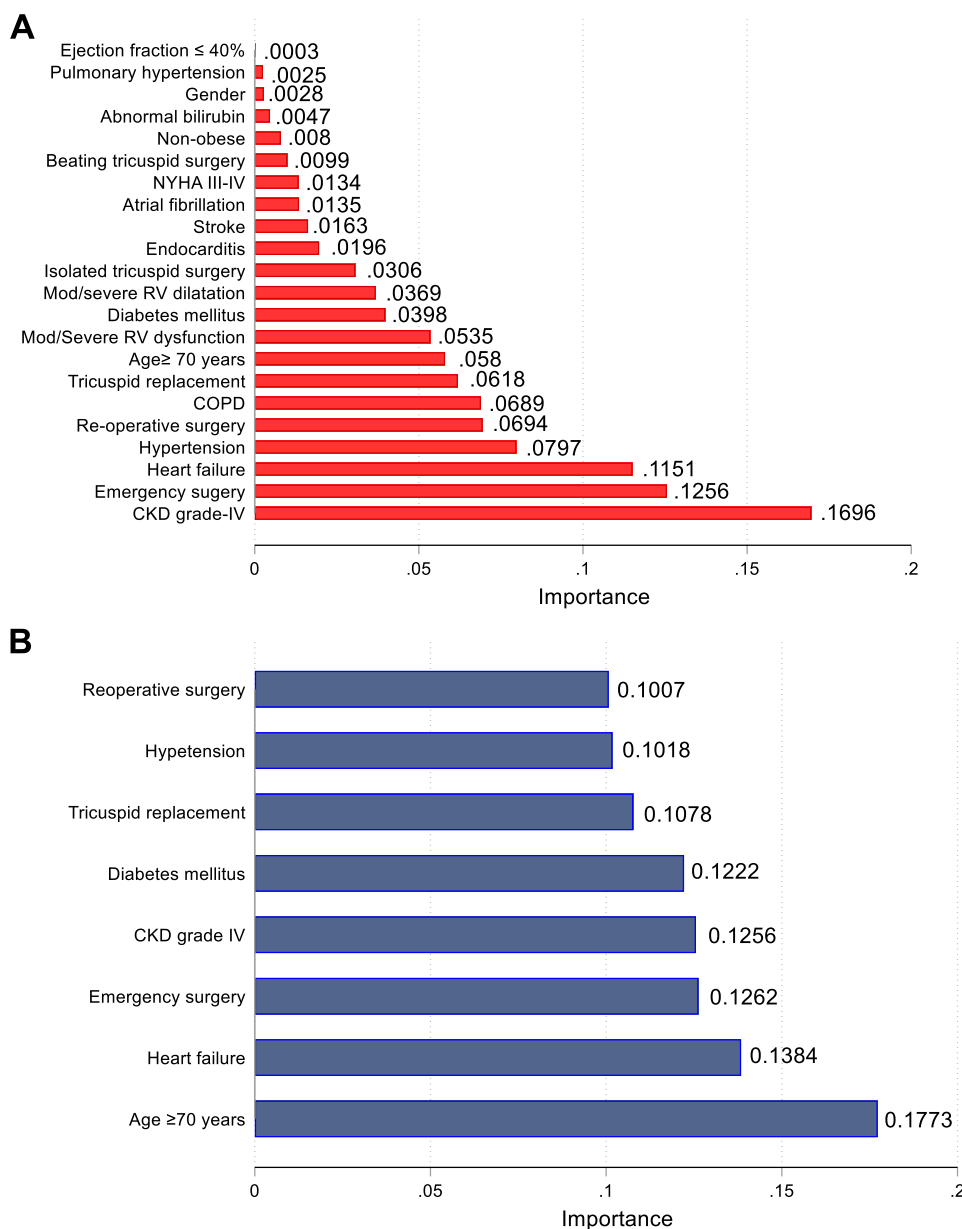 A
Ejection fraction ≤ 40% .0003
Pulmonary hypertension .0025
Gender .0028
Abnormal bilirubin .0047
Non-obese .008
Beating tricuspid surgery .0099
NYHA III-IV .0134
Atrial fibrillation .0135
Stroke .0163
Endocarditis .0196
Isolated tricuspid surgery .0306
Mod/severe RV dilatation .0369
Diabetes mellitus .0398
Mod/Severe RV dysfunction .0535
Age≥ 70 years .058
Tricuspid replacement .0618
COPD .0689
Re-operative surgery .0694
Hypertension .0797
Heart failure .1151
Emergency sugery .1256
CKD grade-IV .1696
0 .05 .1 .15 .2
Importance
B
Reoperative surgery 0.1007
Hypetension 0.1018
Tricuspid replacement 0.1078
Diabetes mellitus 0.1222
CKD grade IV 0.1256
Emergency surgery 0.1262
Heart failure 0.1384
Age ≥70 years 0.1773
0 .05 .1 .15 .2
Importance